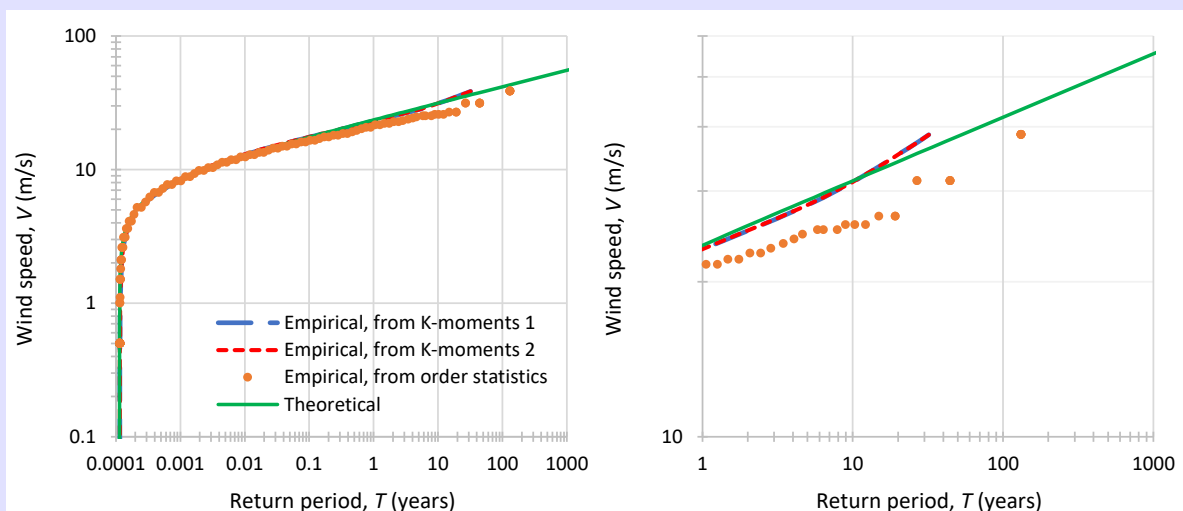 100
10
1
0.1
Wind speed, V (m/s)
Empirical, from K-moments 1
Empirical, from K-moments 2
Empirical, from order statistics
Theoretical
0.0001 0.001 0.01 0.1 1 10 100 1000
Return period, T (years)
Wind speed, V (m/s)
10
1 10 100 1000
Return period, T (years)